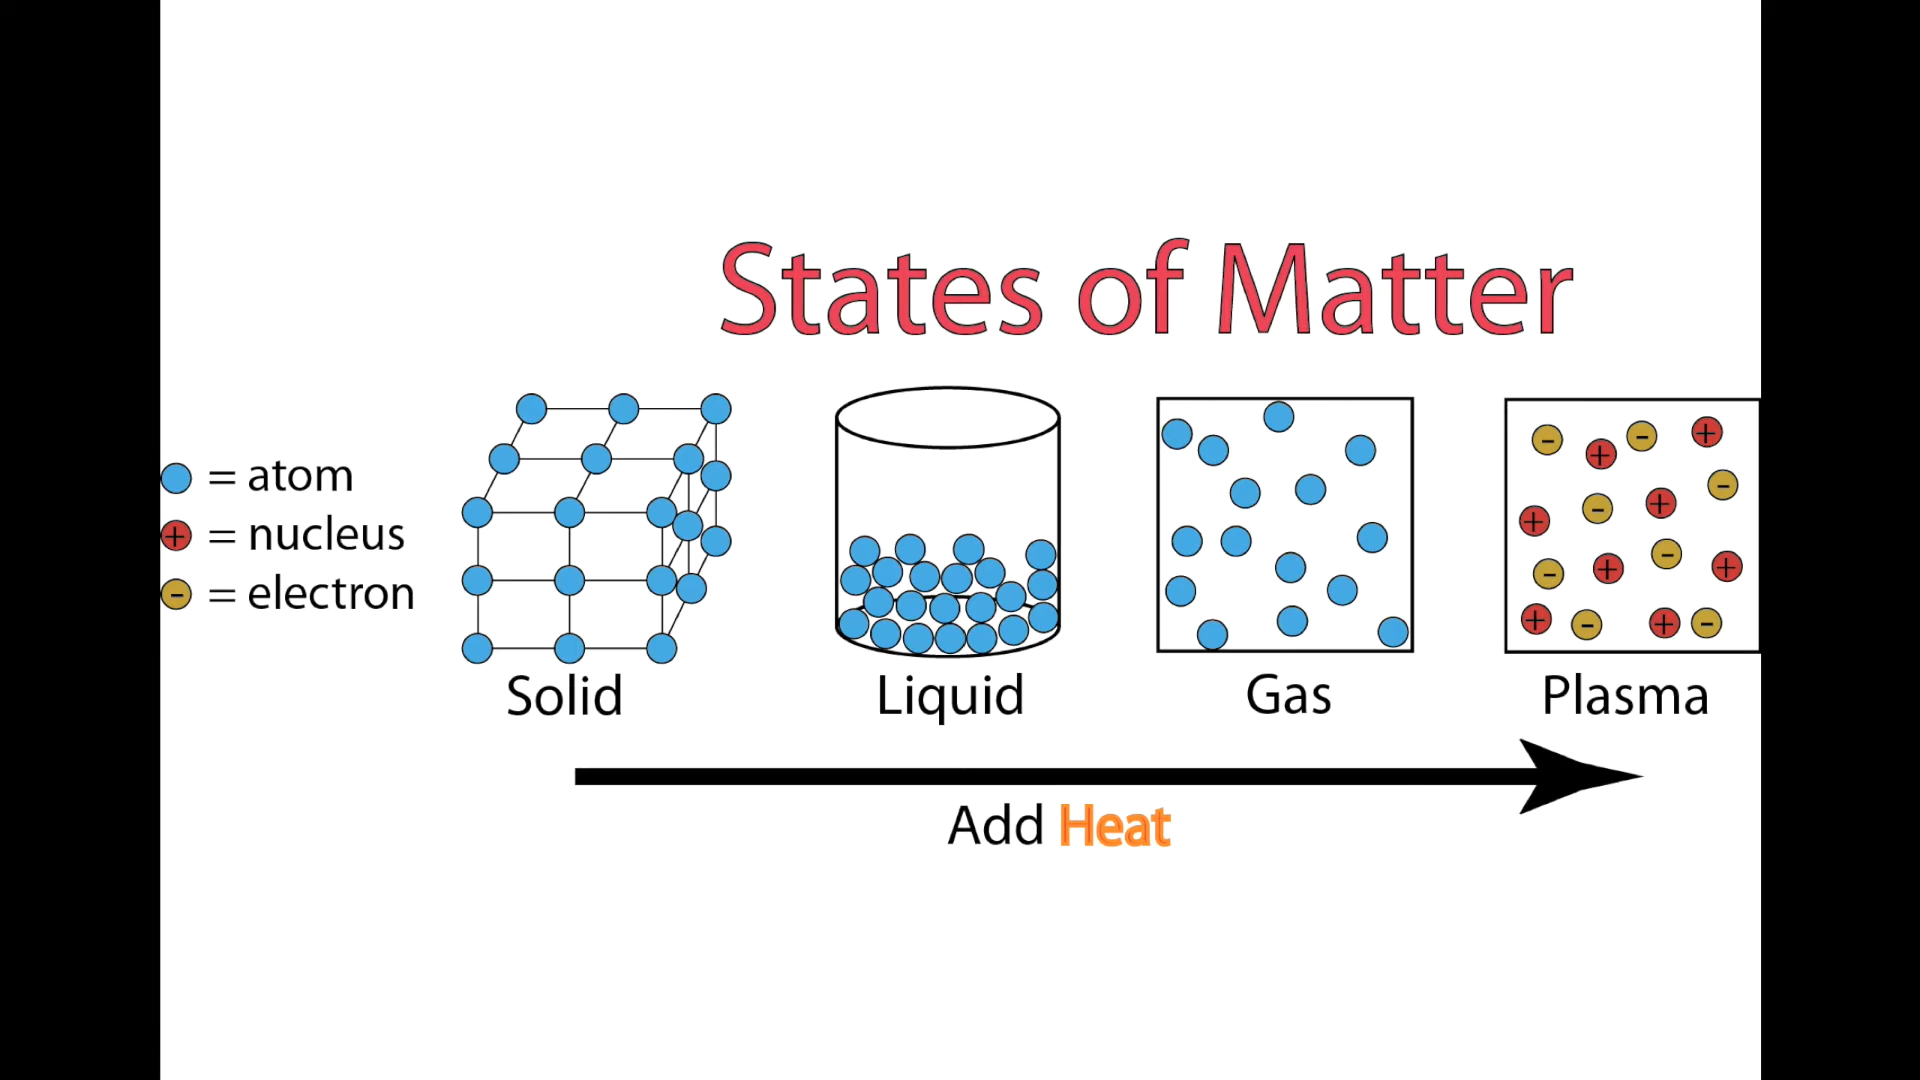 States of Matter
= atom
+ = nucleus
- = electron
Solid
Liquid
Gas
- + - +
-
+ - +
- + - +
+ - + -
Plasma
Add Heat